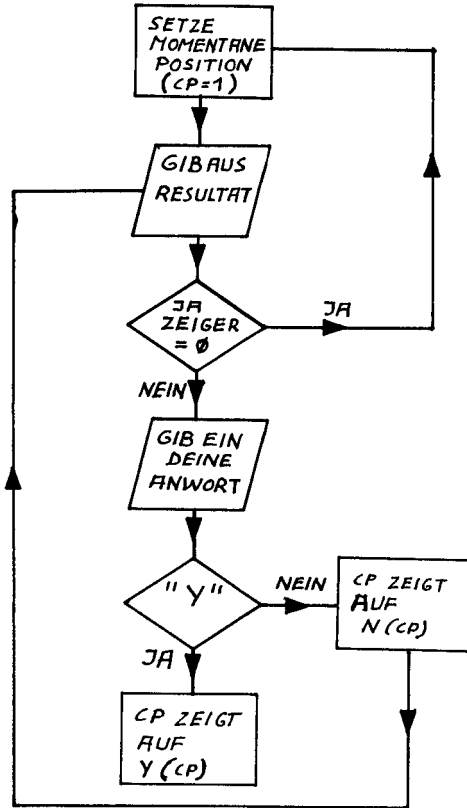 SETZE
MOMENTANE
POSITION
(CP=1)
GIB AUS
RESULTAT
JA
ZEIGER
= Ø
JA
NEIN
GIB EIN
DEINE
ANWORT
"Y"
NEIN
CP ZEIGT
AUF
N (CP)
JA
CP ZEIGT
AUF
Y (CP)